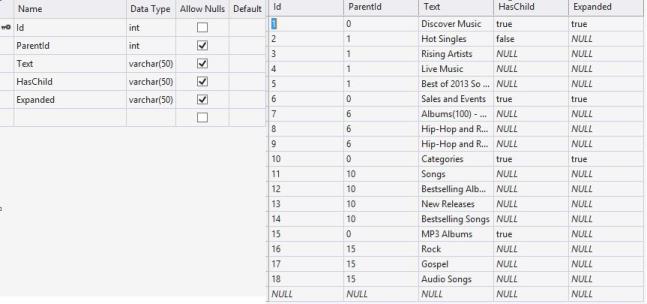 Name Data Type Allow Nulls Default
Id int
ParentId int
Text varchar(50)
HasChild varchar(50)
Expanded varchar(50)
Id ParentId Text HasChild Expanded
1 0 Discover Music true true
2 1 Hot Singles false NULL
3 1 Rising Artists NULL NULL
4 1 Live Music NULL NULL
5 1 Best of 2013 So ... NULL NULL
6 0 Sales and Events true true
7 6 Albums(100) - ... NULL NULL
8 6 Hip-Hop and R... NULL NULL
9 6 Hip-Hop and R... NULL NULL
10 0 Categories true true
11 10 Songs NULL NULL
12 10 Bestselling Alb... NULL NULL
13 10 New Releases NULL NULL
14 10 Bestselling Songs NULL NULL
15 0 MP3 Albums true NULL
16 15 Rock NULL NULL
17 15 Gospel NULL NULL
18 15 Audio Songs NULL NULL
NULL NULL NULL NULL NULL